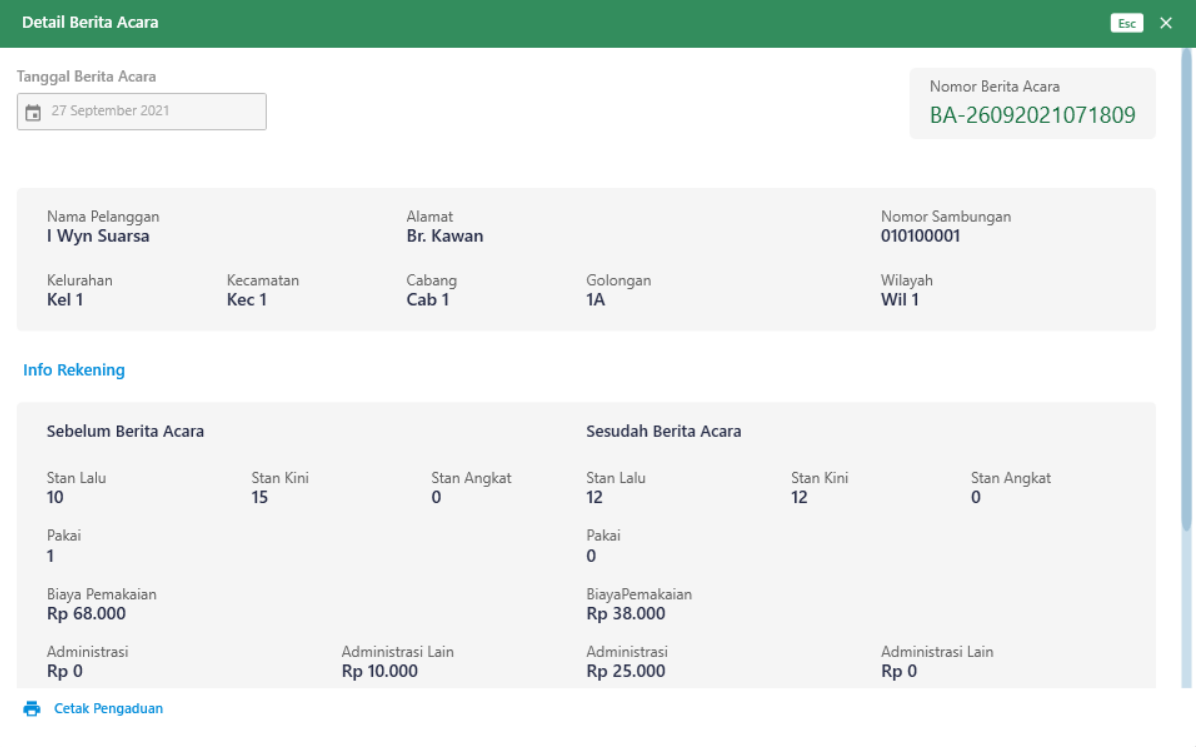 Detail Berita Acara
Esc
Tanggal Berita Acara
27 September 2021
Nomor Berita Acara
BA-26092021071809
Nama Pelanggan
I Wyn Suarsa
Alamat
Br. Kawan
Nomor Sambungan
010100001
Kelurahan
Kel 1
Kecamatan
Kec 1
Cabang
Cab 1
Golongan
1A
Wilayah
Wil 1
Info Rekening
Sebelum Berita Acara
Stan Lalu
10
Stan Kini
15
Stan Angkat
0
Pakai
1
Biaya Pemakaian
Rp 68.000
Administrasi
Rp 0
Administrasi Lain
Rp 10.000
Sesudah Berita Acara
Stan Lalu
12
Stan Kini
12
Stan Angkat
0
Pakai
0
BiayaPemakaian
Rp 38.000
Administrasi
Rp 25.000
Administrasi Lain
Rp 0
Cetak Pengaduan